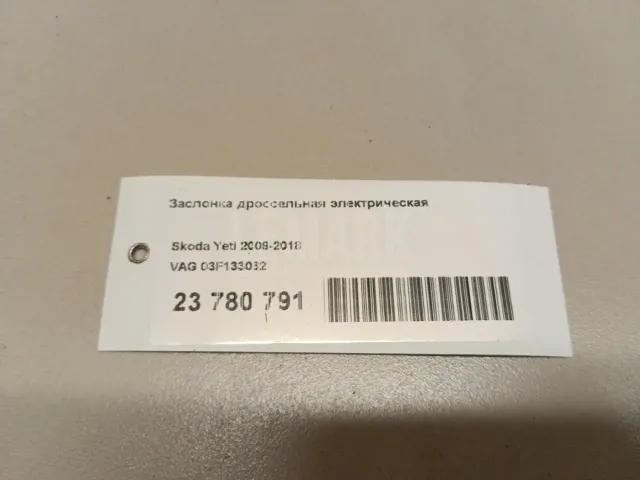 Заслонка дроссельная электрическая
Skoda Yeti 2009-2018
VAG 03F133062
23 780 791